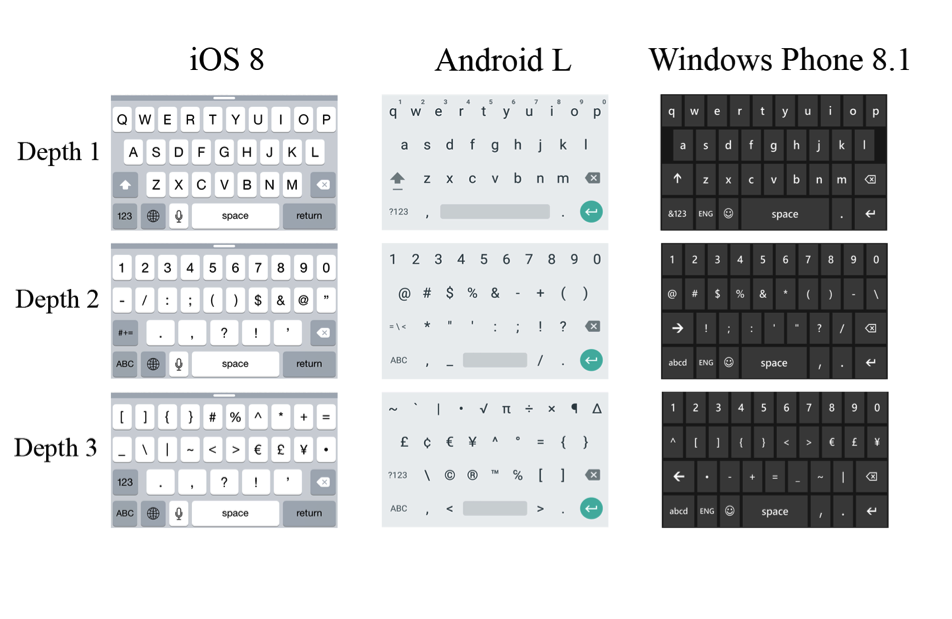 iOS 8 Android L Windows Phone 8.1
Depth 1
Q W E R T Y U I O P
A S D F G H J K L
Z X C V B N M
123 space return
1 2 3 4 5 6 7 8 9 0
q w e r t y u i o p
a s d f g h j k l
z x c v b n m
?123 , .
q w e r t y u i o p
a s d f g h j k l
z x c v b n m
&123 ENG space .
Depth 2
1 2 3 4 5 6 7 8 9 0
- / : ; ( ) $ & @ "
#+= . , ? ! '
ABC space return
1 2 3 4 5 6 7 8 9 0
@ # $ % & - + ( )
= \ < * " ' : ; ! ?
ABC , _ / .
1 2 3 4 5 6 7 8 9 0
@ # $ % & * ( ) - \
→ ! ; : ' " ? /
abcd ENG space , .
Depth 3
[ ] { } # % ^ * + =
_ \ | ~ < > € £ ¥ •
123 . , ? ! '
ABC space return
~ ` | • √ π ÷ × ¶ Δ
£ ¢ € ¥ ^ ° = { }
?123 \ © ® ™ ℅ [ ]
ABC , < > .
1 2 3 4 5 6 7 8 9 0
^ [ ] { } < > € £ ¥
← • - + = _ ~ |
abcd ENG space , .